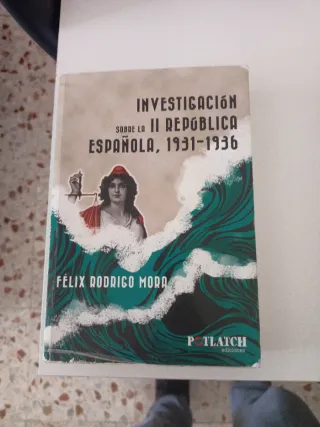 INVESTIGACIÓN
SOBRE LA II REPÚBLICA
ESPAÑOLA, 1931-1936
FÉLIX RODRIGO MORA
POTLATCH
ediciones